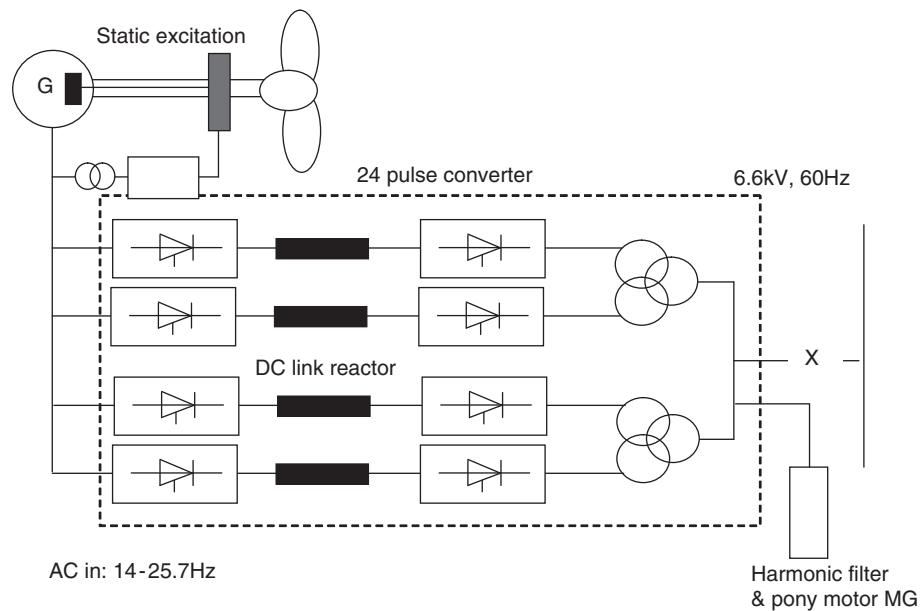 Static excitation
G
24 pulse converter
6.6kV, 60Hz
DC link reactor
X
AC in: 14-25.7Hz
Harmonic filter
& pony motor MG